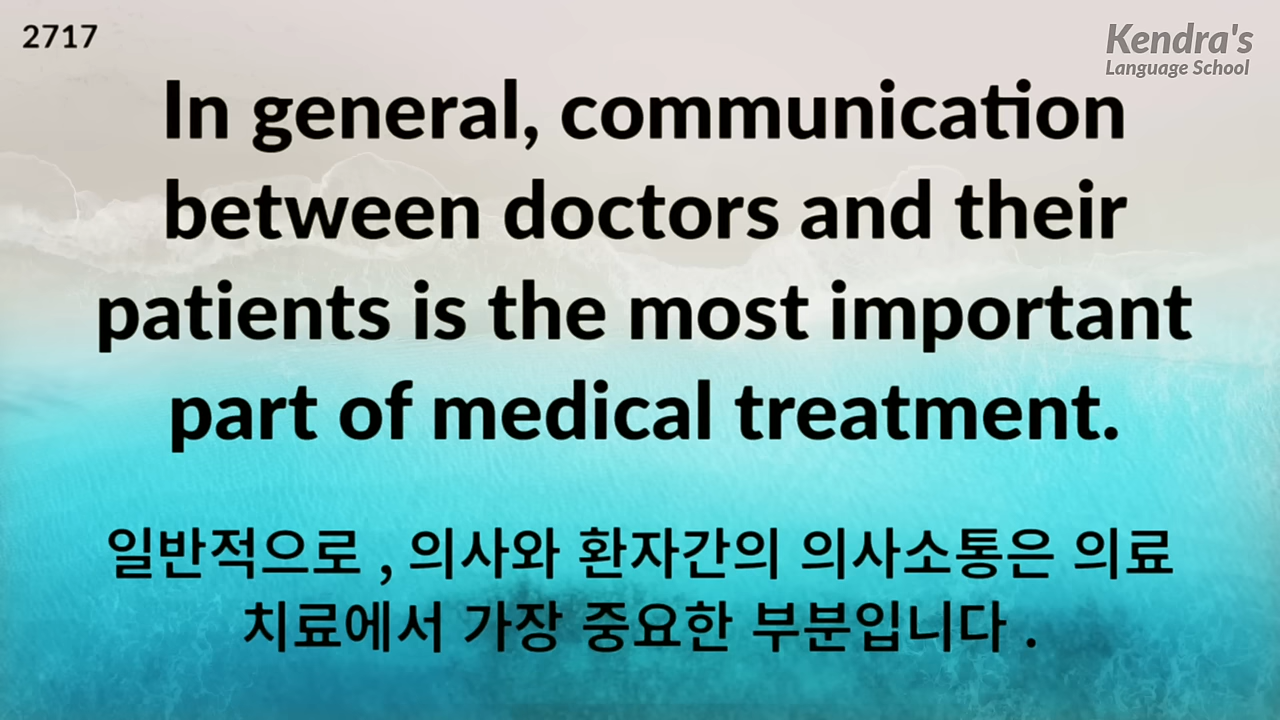 2717
Kendra's
Language School
In general, communication
between doctors and their
patients is the most important
part of medical treatment.
일반적으로 , 의사와 환자간의 의사소통은 의료
치료에서 가장 중요한 부분입니다 .